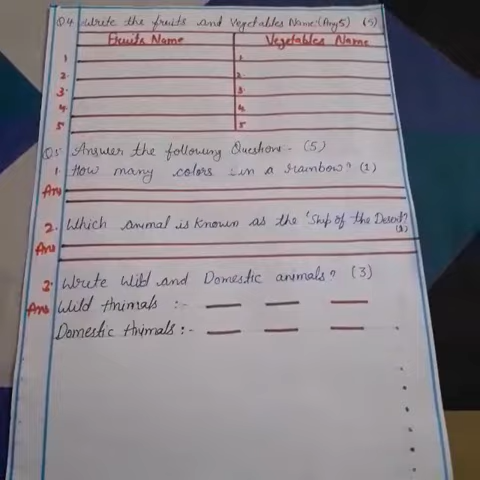 Q4. Write the fruits and Vegetables Name:(Any5) (5)
Fruits Name Vegetables Name
1 1.
2. 2.
3. 3.
4. 4.
5. 5
Q5. Answer the following Question:- (5)
1. How many colors in a rainbow? (1)
Ans
2. Which animal is known as the 'Ship of the Desert?
(1)
Ans
3. Write Wild and Domestic animals? (3)
Ans Wild Animals :-
Domestic Animals :-